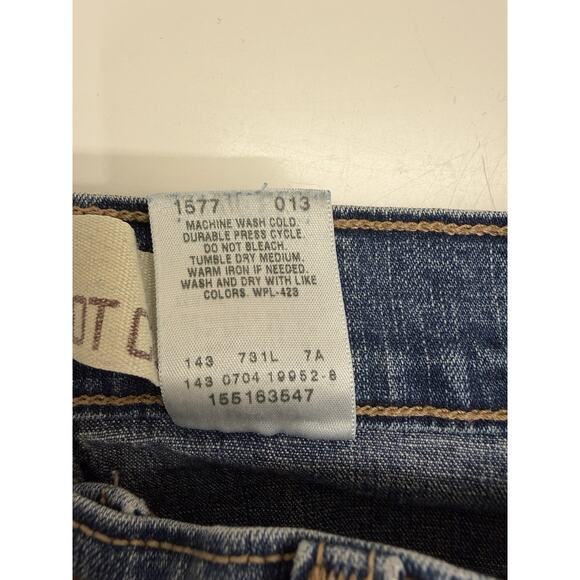 1577 013
MACHINE WASH COLD.
DURABLE PRESS CYCLE.
DO NOT BLEACH.
TUMBLE DRY MEDIUM.
WARM IRON IF NEEDED.
WASH AND DRY WITH LIKE
COLORS. WPL-423
OT
143 731L 7A
143 0704 19952-8
155163547